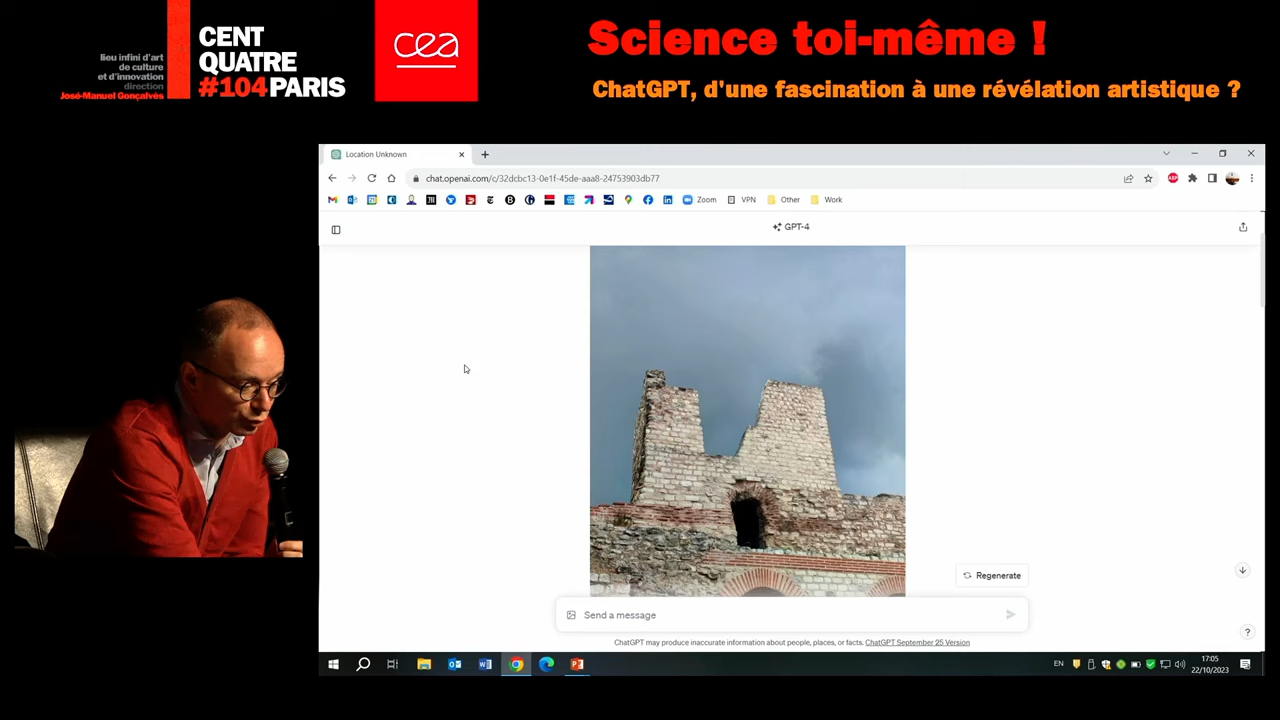 lieu infini d'art
de culture
et d'innovation
direction
José-Manuel Gonçalvès
CENT
QUATRE
#104PARIS
cea
Science toi-même !
ChatGPT, d'une fascination à une révélation artistique ?
Location Unknown
chat.openai.com/c/32dcbc13-0e1f-45de-aaa8-24753903db77
Zoom
VPN
Other
Work
GPT-4
Regenerate
Send a message
ChatGPT may produce inaccurate information about people, places, or facts. ChatGPT September 25 Version
EN
17:05
22/10/2023